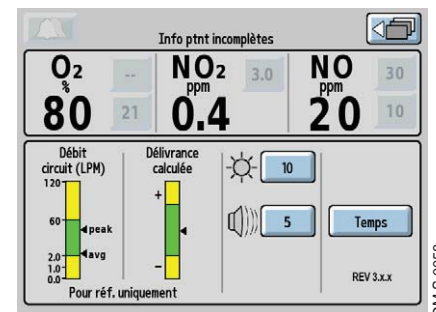 Info ptnt incomplètes
O2 % -- 80 21
NO2 ppm 3.0 0.4
NO ppm 30 20 10
Débit circuit (LPM)
120
60
peak
2.0
avg
1.0
0.0
Délivrance calculée
+
–
Pour réf. uniquement
10
5
Temps
REV 3.x.x